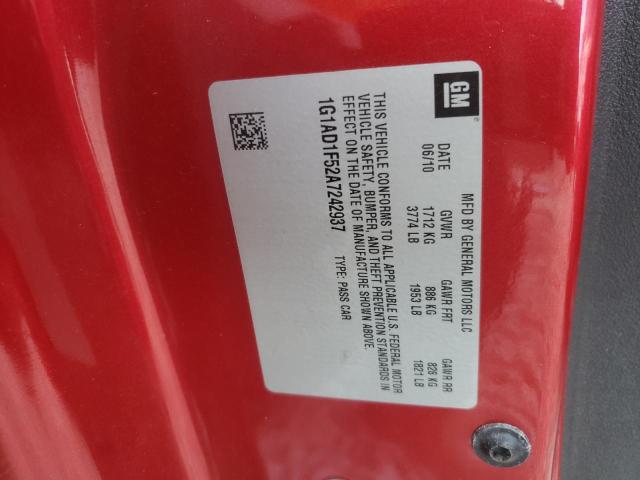 GM
MFD BY GENERAL MOTORS LLC
DATE GVWR GAWR FRT GAWR RR
06/10 1712 KG 886 KG 826 KG
3774 LB 1953 LB 1821 LB
THIS VEHICLE CONFORMS TO ALL APPLICABLE U.S. FEDERAL MOTOR
VEHICLE SAFETY, BUMPER, AND THEFT PREVENTION STANDARDS IN
EFFECT ON THE DATE OF MANUFACTURE SHOWN ABOVE.
1G1AD1F52A7242937 TYPE: PASS CAR